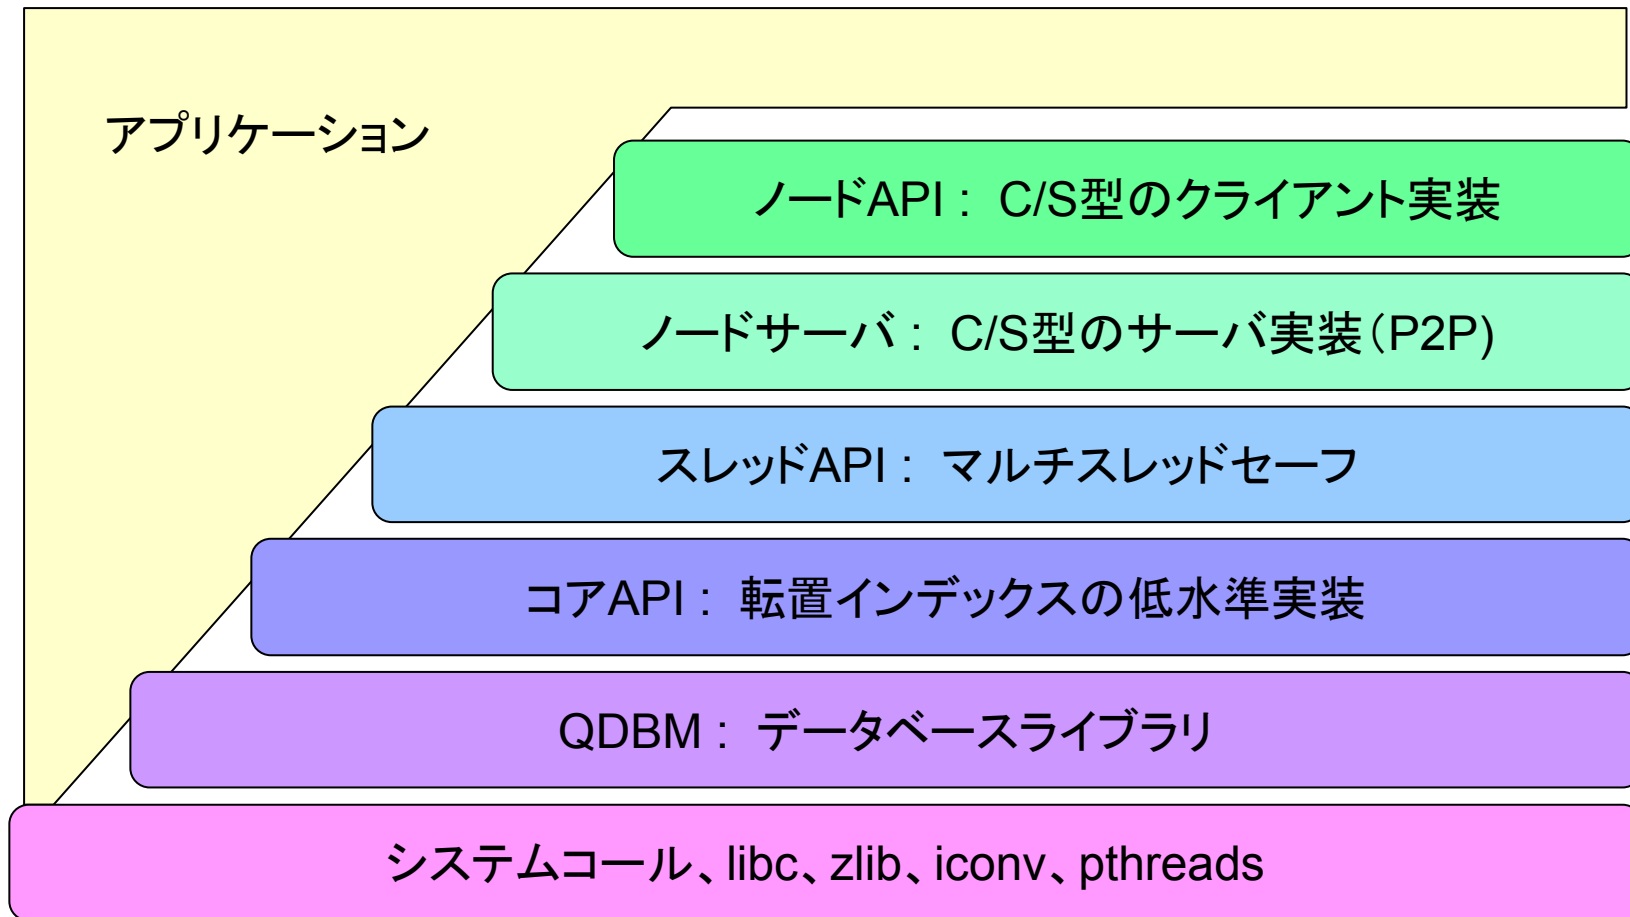 アプリケーション
ノードAPI : C/S型のクライアント実装
ノードサーバ : C/S型のサーバ実装（P2P)
スレッドAPI : マルチスレッドセーフ
コアAPI : 転置インデックスの低水準実装
QDBM : データベースライブラリ
システムコール、libc、zlib、iconv、pthreads